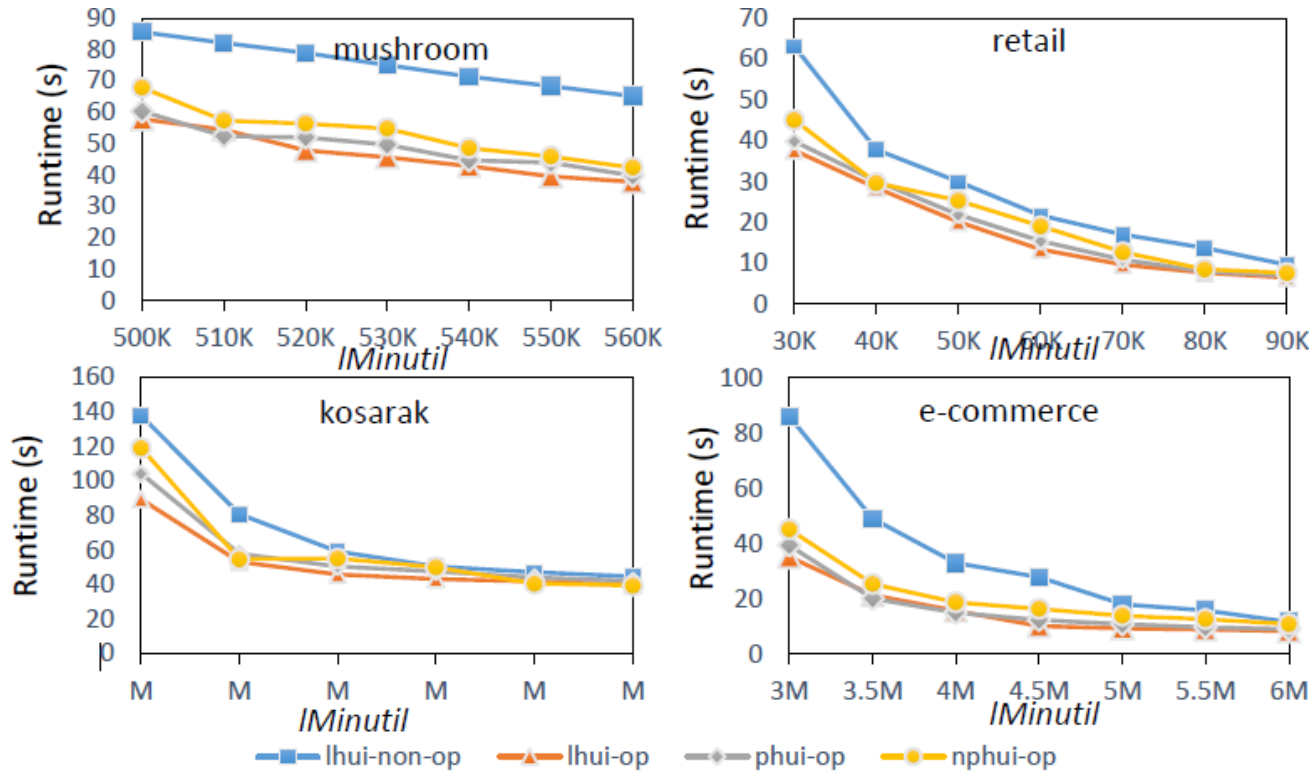 mushroom
Runtime (s)
90
80
70
60
50
40
30
20
10
0
500K 510K 520K 530K 540K 550K 560K
lMinutil
retail
Runtime (s)
70
60
50
40
30
20
10
0
30K 40K 50K 60K 70K 80K 90K
lMinutil
kosarak
Runtime (s)
160
140
120
100
80
60
40
20
0
M M M M M M
lMinutil
e-commerce
Runtime (s)
100
80
60
40
20
0
3M 3.5M 4M 4.5M 5M 5.5M 6M
lMinutil
lhui-non-op lhui-op phui-op nphui-op